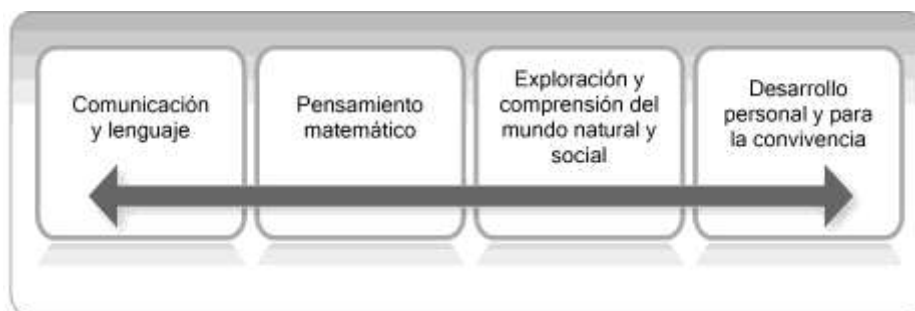 Comunicación
y lenguaje
Pensamiento
matemático
Exploración y
comprensión del
mundo natural y
social
Desarrollo
personal y para
la convivencia